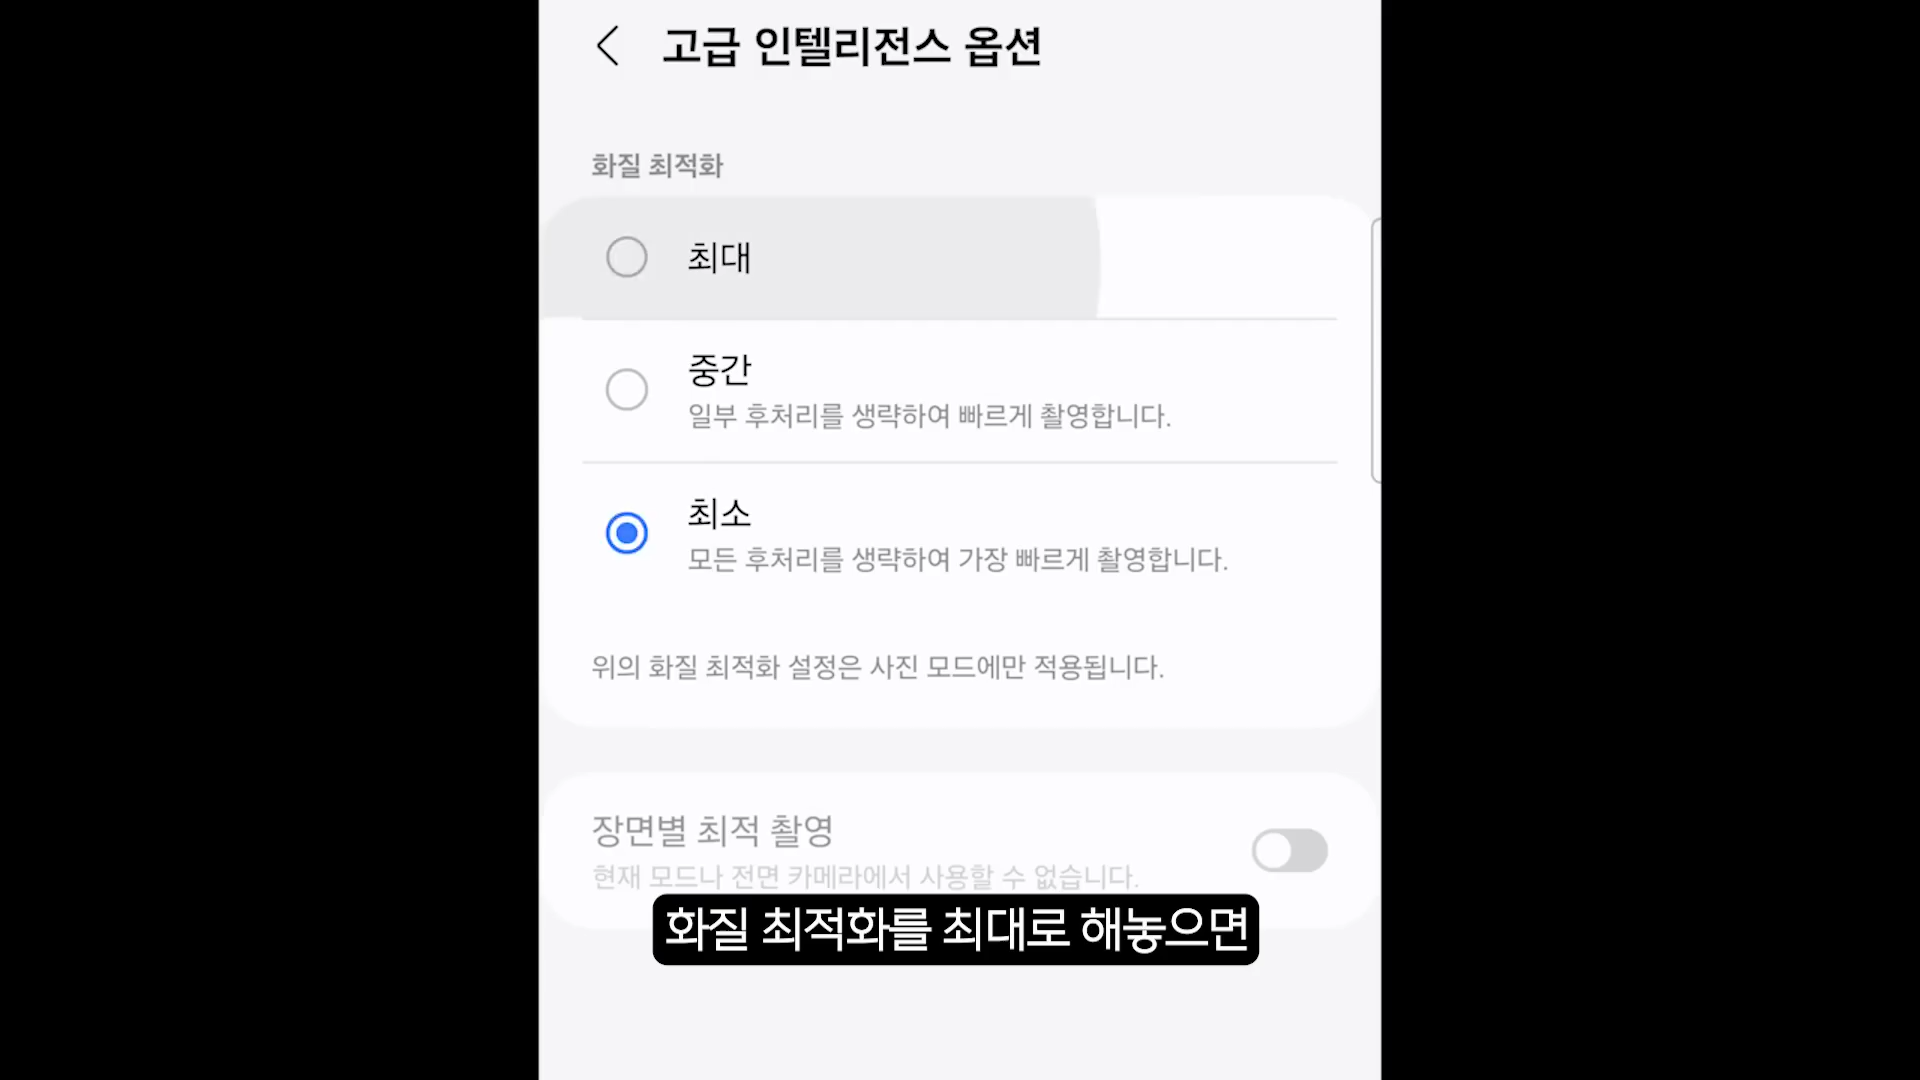 고급 인텔리전스 옵션
화질 최적화
최대
중간
일부 후처리를 생략하여 빠르게 촬영합니다.
최소
모든 후처리를 생략하여 가장 빠르게 촬영합니다.
위의 화질 최적화 설정은 사진 모드에만 적용됩니다.
장면별 최적 촬영
현재 모드나 전면 카메라에서 사용할 수 없습니다.
화질 최적화를 최대로 해놓으면